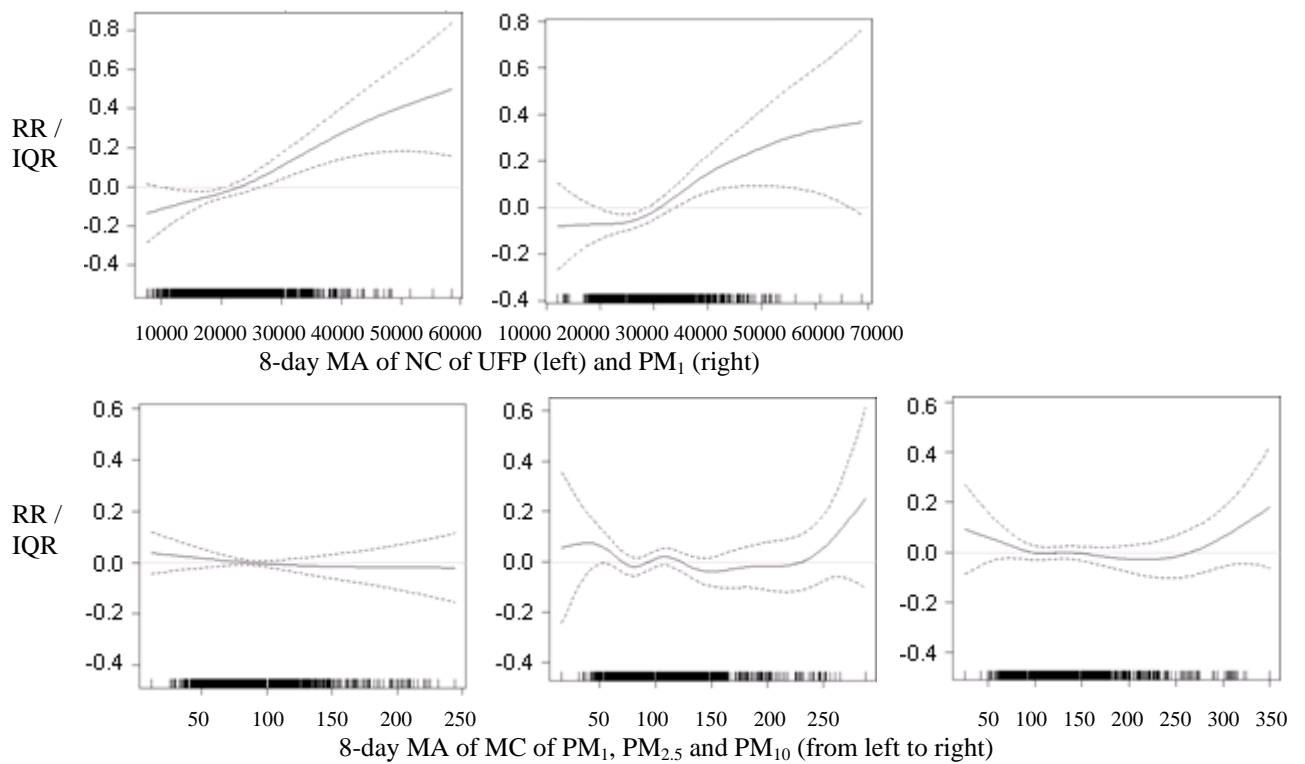 0.8
0.6
0.4
0.2
0.0
-0.2
-0.4
RR /
IQR
10000 20000 30000 40000 50000 60000
0.8
0.6
0.4
0.2
0.0
-0.2
-0.4
10000 20000 30000 40000 50000 60000 70000
8-day MA of NC of UFP (left) and PM₁ (right)
0.6
0.4
0.2
0.0
-0.2
-0.4
RR /
IQR
50 100 150 200 250
0.6
0.4
0.2
0.0
-0.2
-0.4
50 100 150 200 250
0.6
0.4
0.2
0.0
-0.2
-0.4
50 100 150 200 250 300 350
8-day MA of MC of PM₁, PM₂.₅ and PM₁₀ (from left to right)